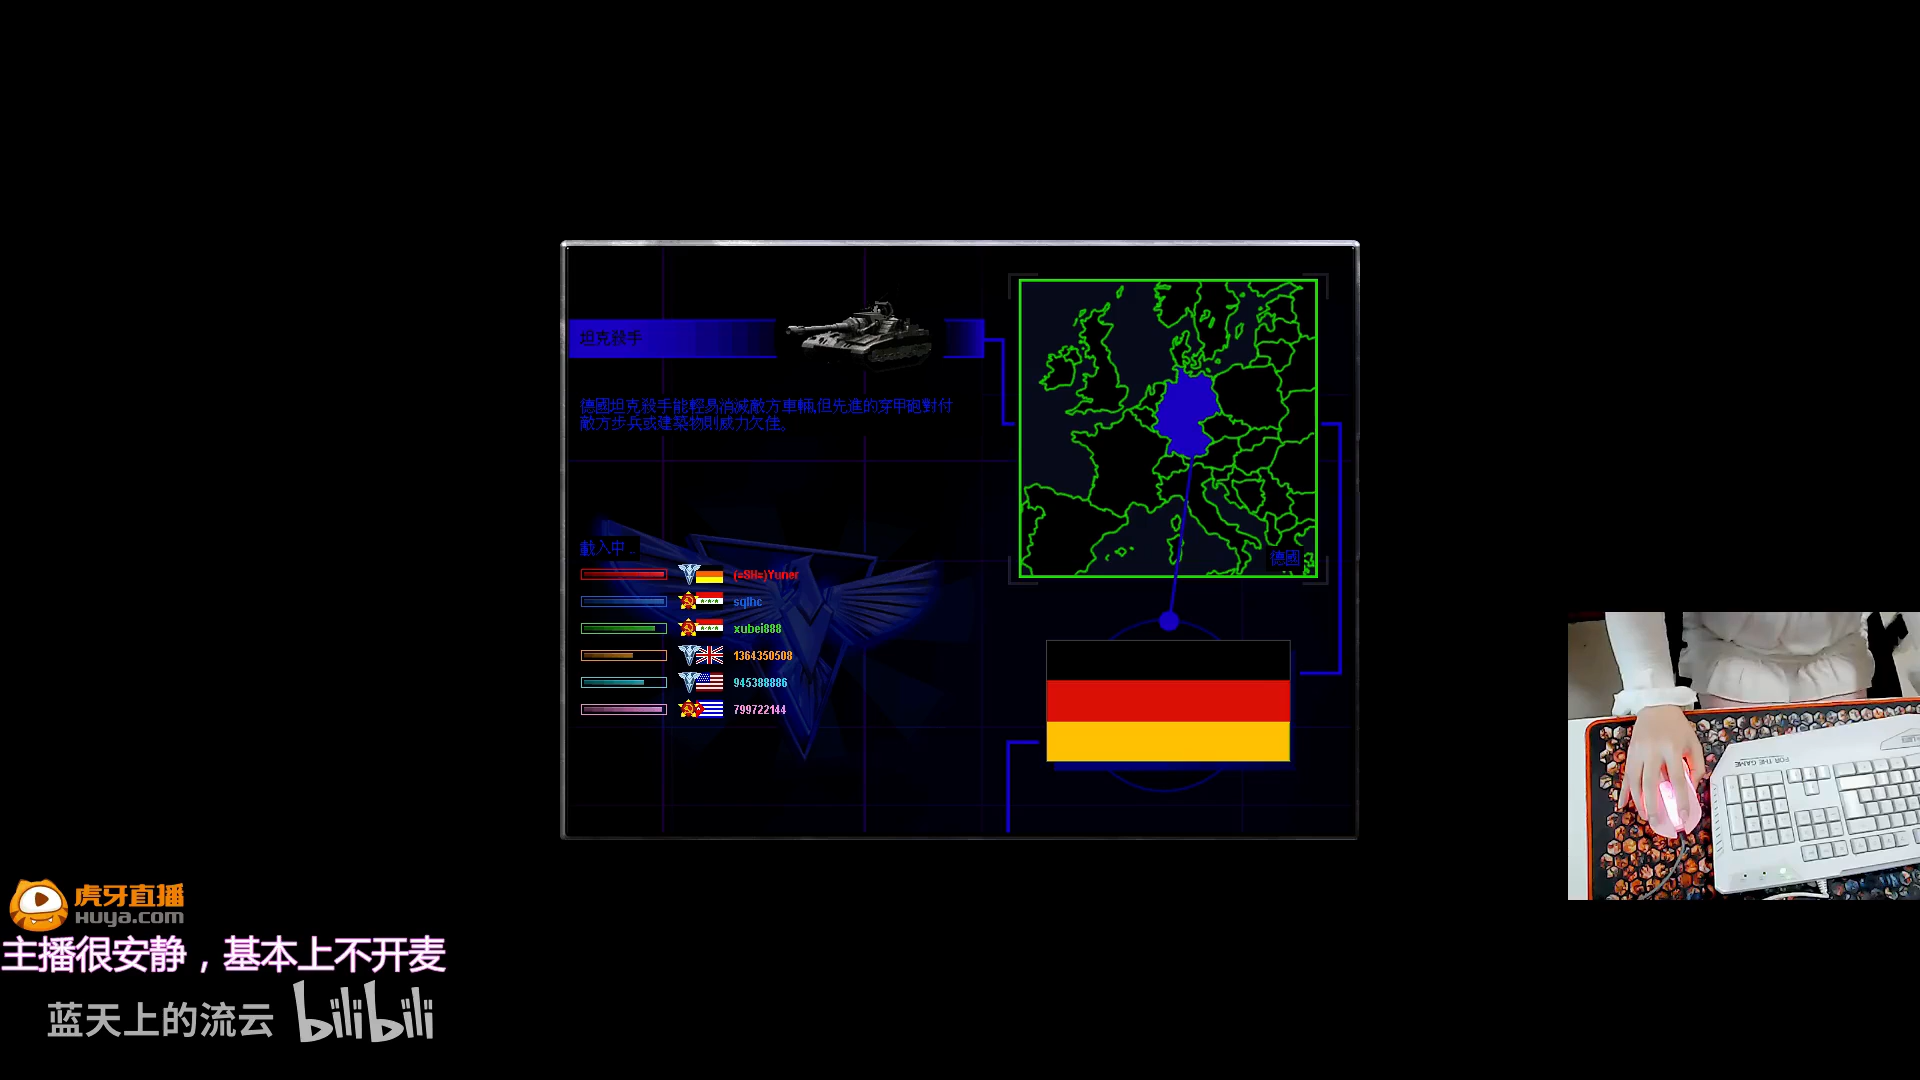 坦克殺手
德國坦克殺手能輕易消滅敵方車輛,但先進的穿甲砲對付
敵方步兵或建築物則威力欠佳。
德國
載入中..
(=SH=)Yuner
sqlhc
xubei888
1364350508
945388886
799722144
FOR THE GAME
虎牙直播
HUYA.COM
主播很安静，基本上不开麦
蓝天上的流云 bilibili